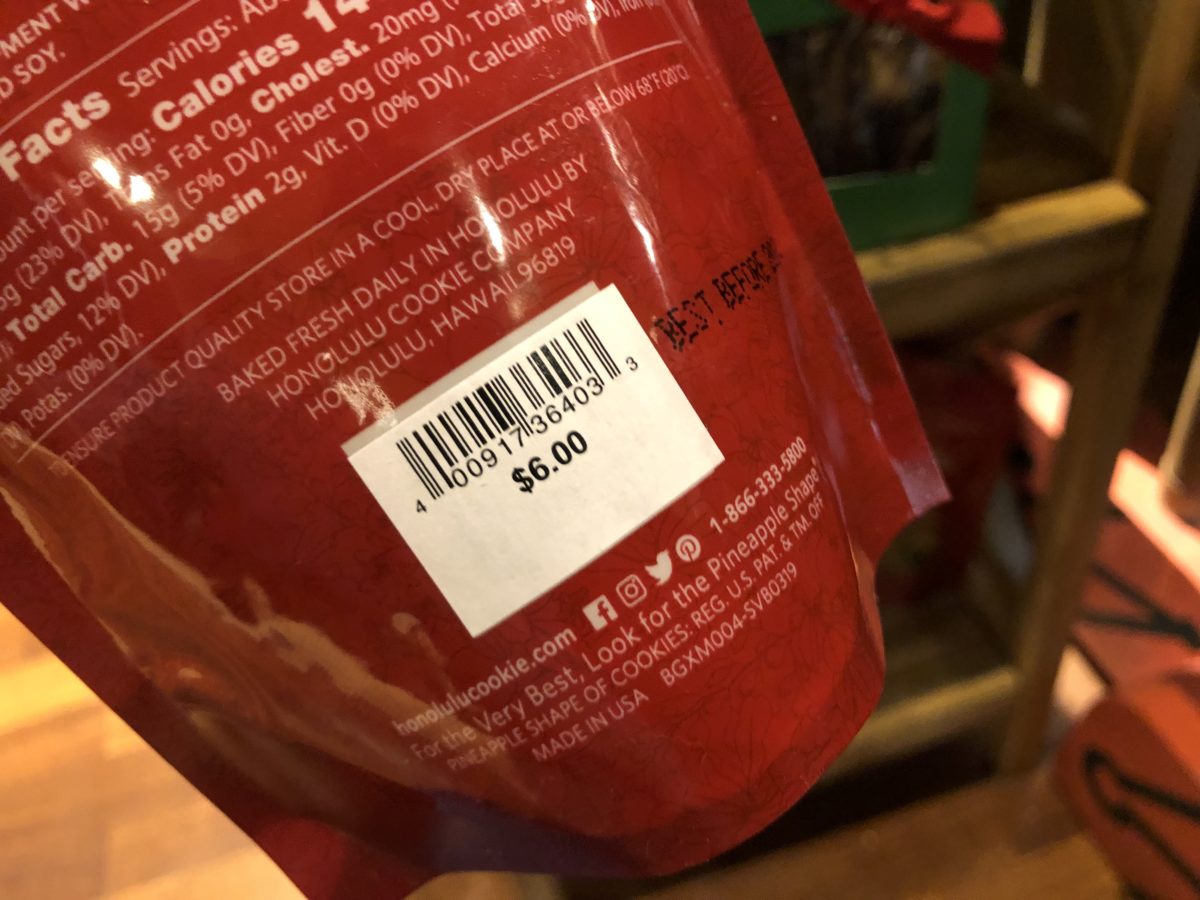 D SOY.
Facts Servings:
Calories 14
Fat 0g, Cholest. 20mg
(23% DV),
Total Carb. 15g (5% DV), Fiber 0g (0% DV), Total
Sugars, 12% DV), Protein 2g, Vit. D (0% DV), Calcium (0% DV),
Potas. (0% DV).
ENSURE PRODUCT QUALITY STORE IN A COOL, DRY PLACE AT OR BELOW 68°F (20°C).
BAKED FRESH DAILY IN HONOLULU BY
HONOLULU COOKIE COMPANY
HONOLULU, HAWAII, 96819
BEST BEFORE
4 00917 36403 3
$6.00
honolulucookie.com 1-866-333-5800
For the Very Best, Look for the Pineapple Shape
PINEAPPLE SHAPE OF COOKIES: REG. U.S. PAT. & TM. OFF
MADE IN USA BGXM004-SVB0319